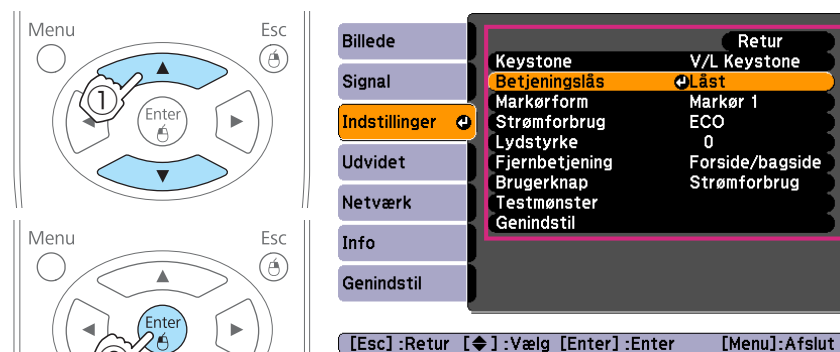 Menu Esc
1
Enter
Menu Esc
Enter
Billede
Signal
Indstillinger
Udvidet
Netværk
Info
Genindstil
Retur
Keystone V/L Keystone
Betjeningslås Låst
Markørform Markør 1
Strømforbrug ECO
Lydstyrke 0
Fjernbetjening Forside/bagside
Brugerknap Strømforbrug
Testmønster
Genindstil
[Esc] :Retur [◆] :Vælg [Enter] :Enter [Menu]:Afslut